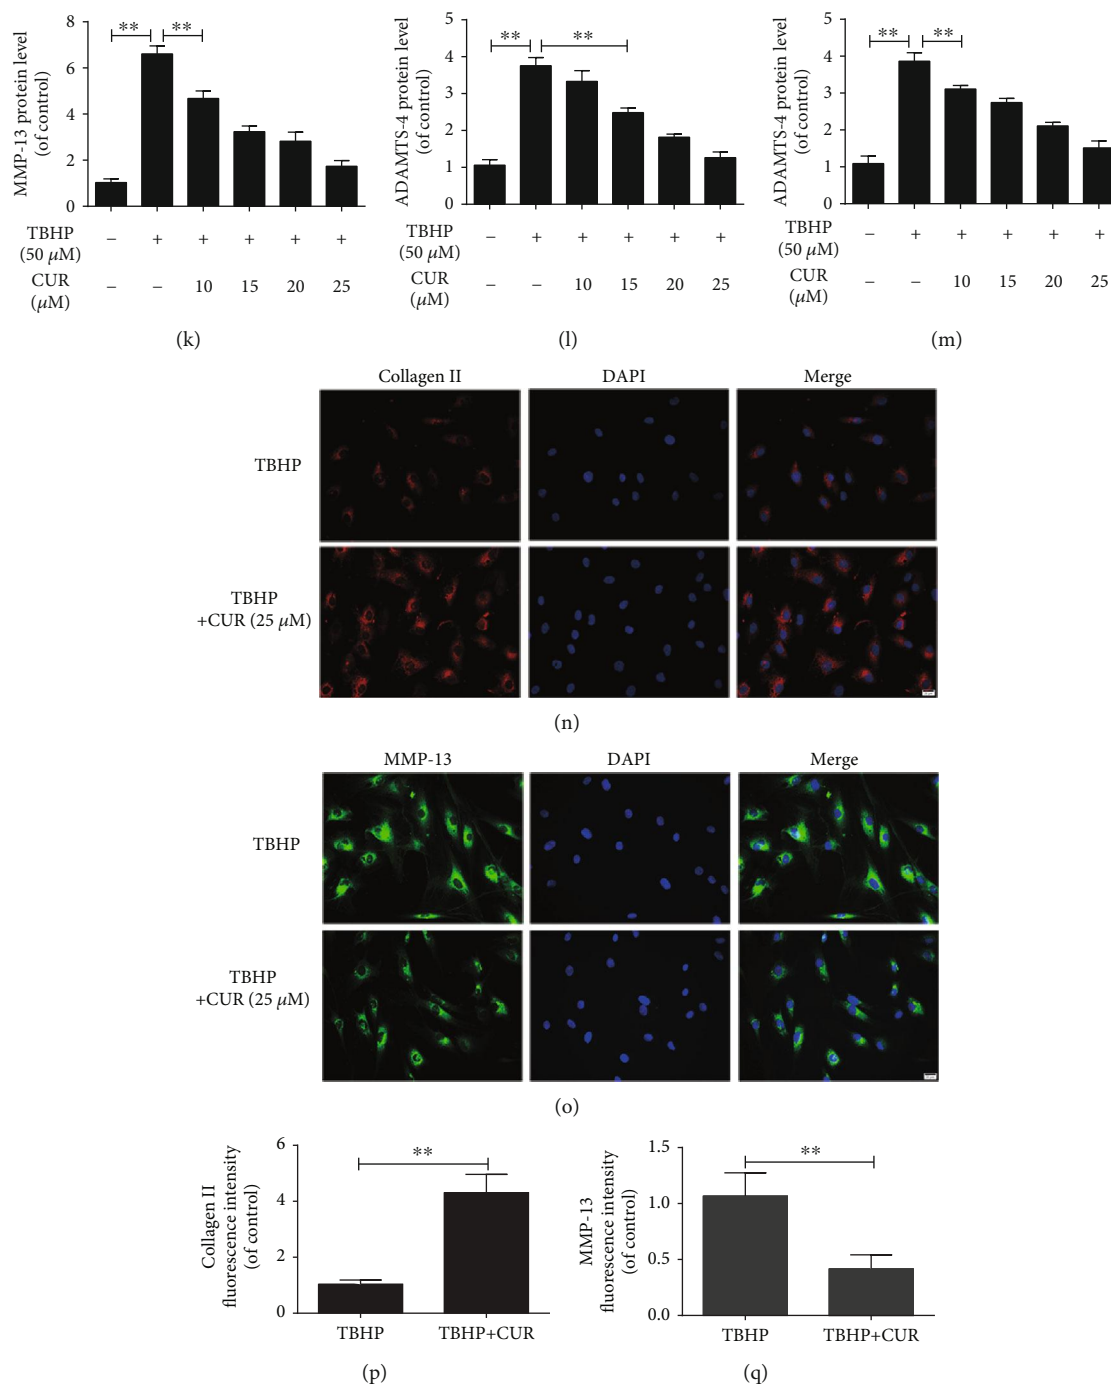 MMP-13 protein level
(of control)
8
6
4
2
0
** **
TBHP
(50 μM)
– + + + + +
CUR
(μM)
– – 10 15 20 25
(k)
ADAMTS-4 protein level
(of control)
5
4
3
2
1
0
** **
TBHP
(50 μM)
– + + + + +
CUR
(μM)
– – 10 15 20 25
(l)
ADAMTS-4 protein level
(of control)
5
4
3
2
1
0
** **
TBHP
(50 μM)
– + + + + +
CUR
(μM)
– – 10 15 20 25
(m)
Collagen II DAPI Merge
TBHP
TBHP
+CUR (25 μM)
(n)
MMP-13 DAPI Merge
TBHP
TBHP
+CUR (25 μM)
(o)
Collagen II
fluorescence intensity
(of control)
6
4
2
0
**
TBHP TBHP+CUR
(p)
MMP-13
fluorescence intensity
(of control)
1.5
1.0
0.5
0.0
**
TBHP TBHP+CUR
(q)